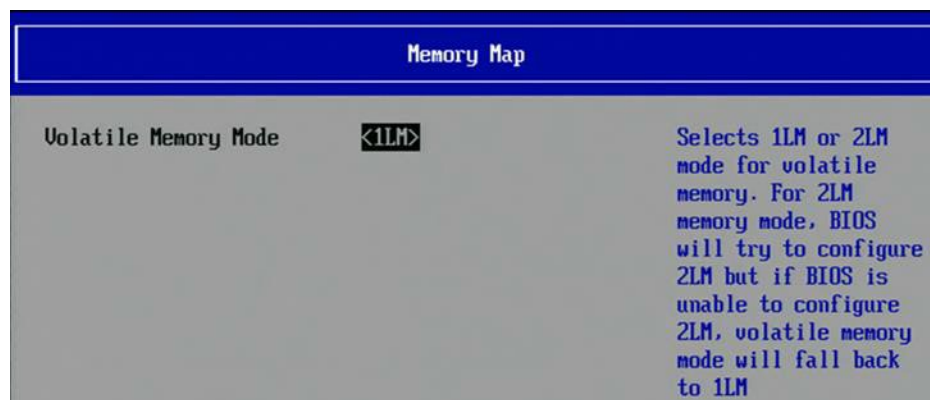 Memory Map
Volatile Memory Mode <1LM>
Selects 1LM or 2LM
mode for volatile
memory. For 2LM
memory mode, BIOS
will try to configure
2LM but if BIOS is
unable to configure
2LM, volatile memory
mode will fall back
to 1LM